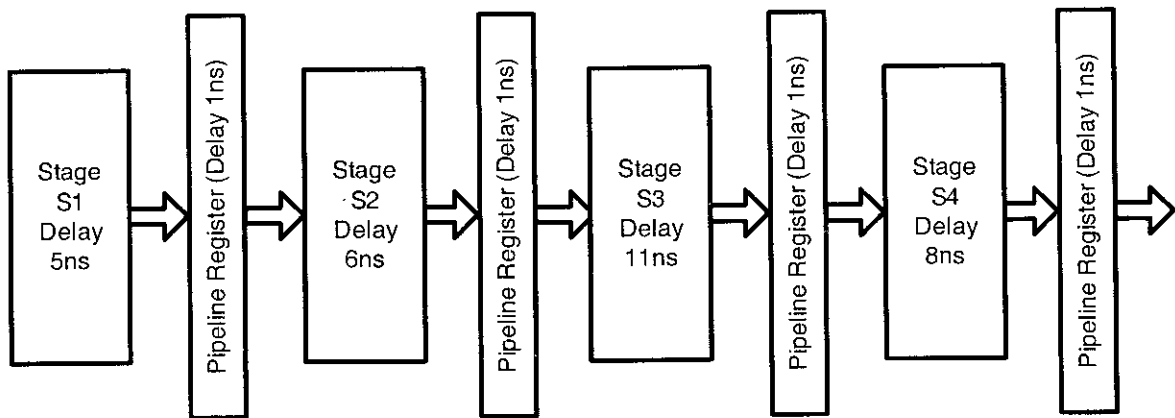 Stage
S1
Delay
5ns
Pipeline Register (Delay 1ns)
Stage
S2
Delay
6ns
Pipeline Register (Delay 1ns)
Stage
S3
Delay
11ns
Pipeline Register (Delay 1ns)
Stage
S4
Delay
8ns
Pipeline Register (Delay 1ns)